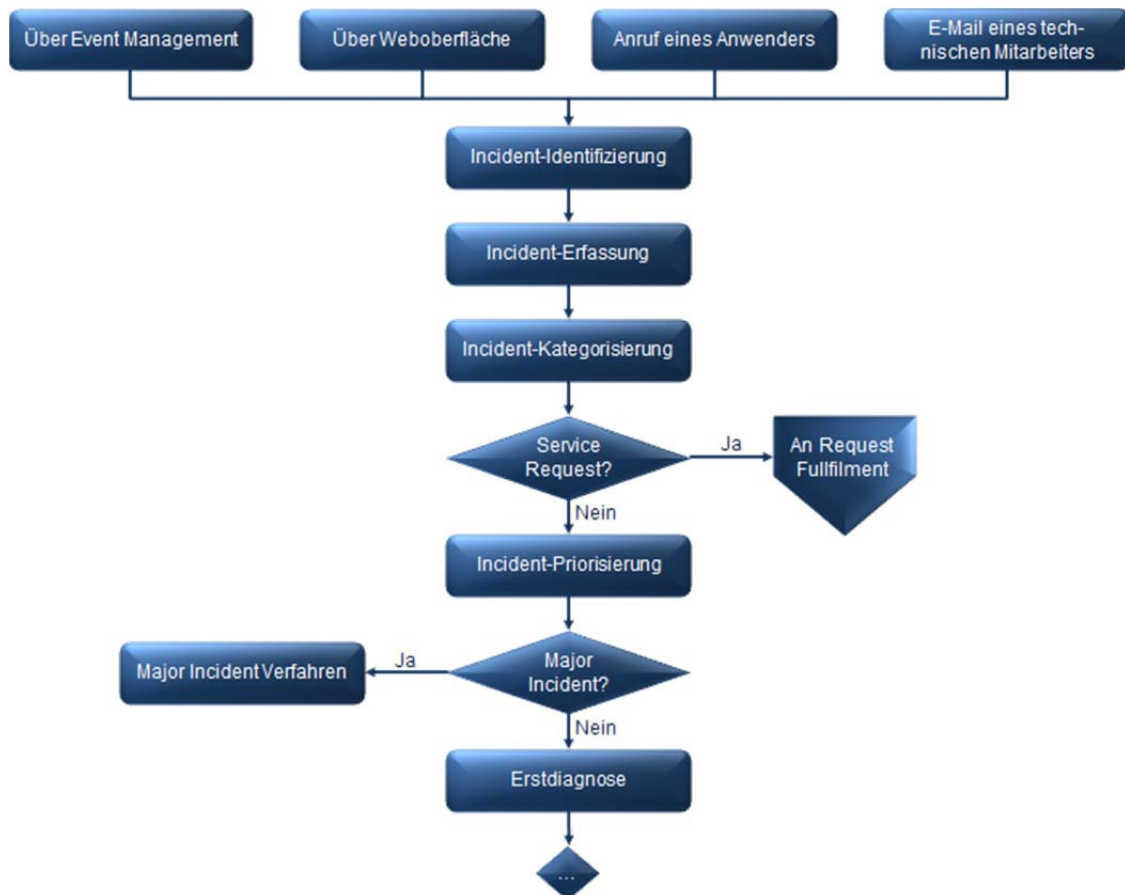 Über Event Management
Über Weboberfläche
Anruf eines Anwenders
E-Mail eines tech-
nischen Mitarbeiters
Incident-Identifizierung
Incident-Erfassung
Incident-Kategorisierung
Service
Request?
Ja
An Request
Fullfilment
Nein
Incident-Priorisierung
Major Incident Verfahren
Ja
Major
Incident?
Nein
Erstdiagnose
...